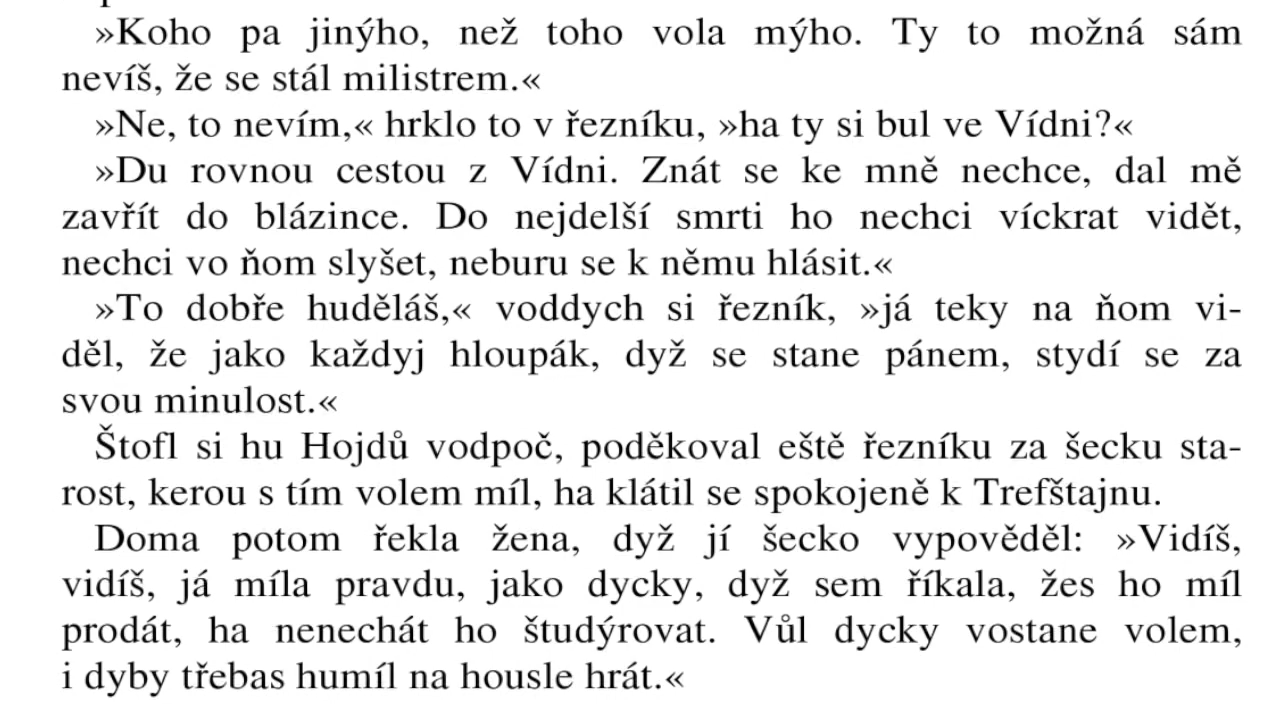 »Koho pa jinýho, než toho vola mýho. Ty to možná sám
nevíš, že se stál milistrem.«
»Ne, to nevím,« hrklo to v řezníku, »ha ty si bul ve Vídni?«
»Du rovnou cestou z Vídni. Znát se ke mně nechce, dal mě
zavřít do blázince. Do nejdelší smrti ho nechci víckrat vidět,
nechci vo ňom slyšet, neburu se k němu hlásit.«
»To dobře huděláš,« voddych si řezník, »já teky na ňom vi-
děl, že jako každyj hloupák, dyž se stane pánem, stydí se za
svou minulost.«
Štofl si hu Hojdů vodpoč, poděkoval eště řezníku za šecku sta-
rost, kerou s tím volem míl, ha klátil se spokojeně k Trefštajnu.
Doma potom řekla žena, dyž jí šecko vypověděl: »Vidíš,
vidíš, já míla pravdu, jako dycky, dyž sem říkala, žes ho míl
prodát, ha nenechát ho študýrovat. Vůl dycky vostane volem,
i dyby třebas humíl na housle hrát.«